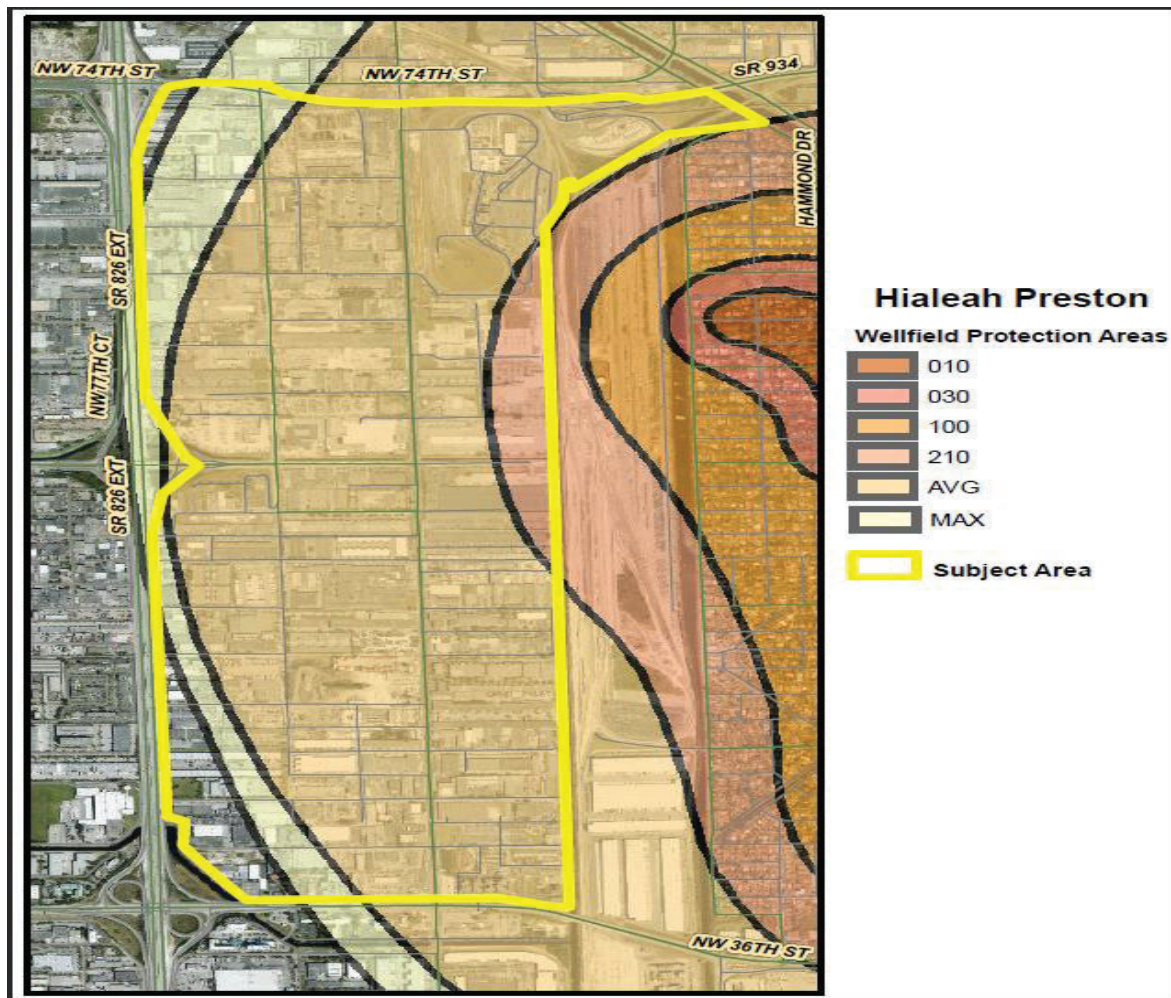 NW 74TH ST
NW 74TH ST
SR 934
HAMMOND DR
SR 826 EXT
NW 77TH CT
SR 826 EXT
NW 36TH ST
Hialeah Preston
Wellfield Protection Areas
010
030
100
210
AVG
MAX
Subject Area